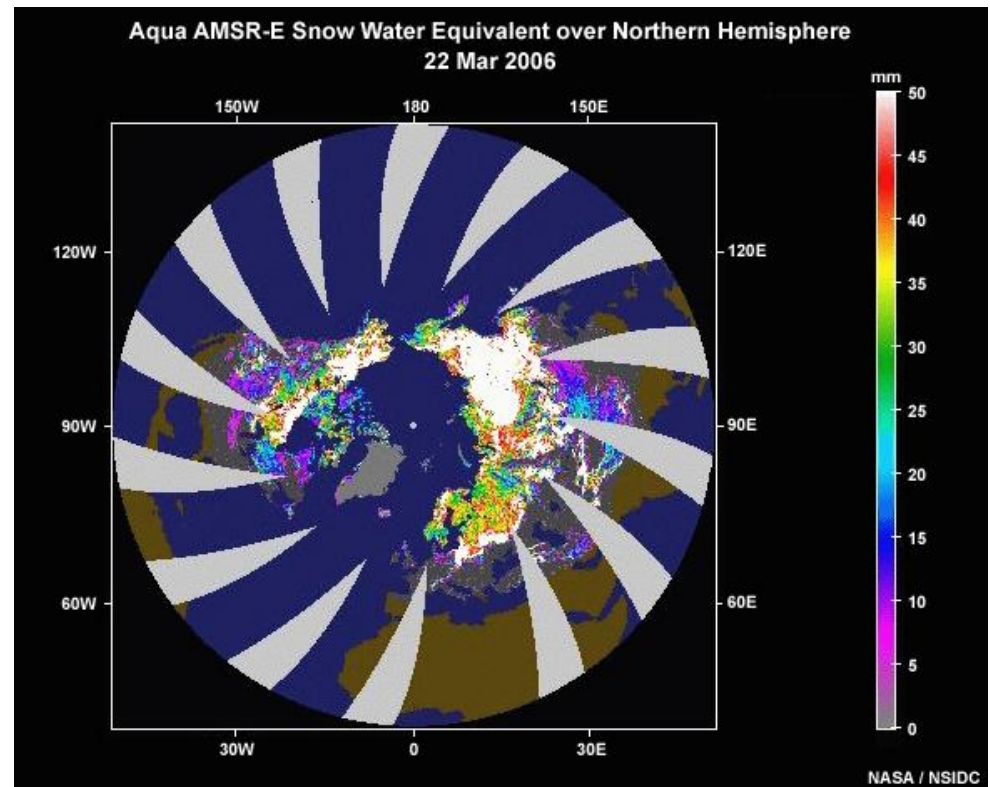 Aqua AMSR-E Snow Water Equivalent over Northern Hemisphere
22 Mar 2006
mm
150W 180 150E
50
45
40
120W 120E
35
30
25
90W 90E
20
15
10
60W 60E
5
0
30W 0 30E
NASA / NSIDC